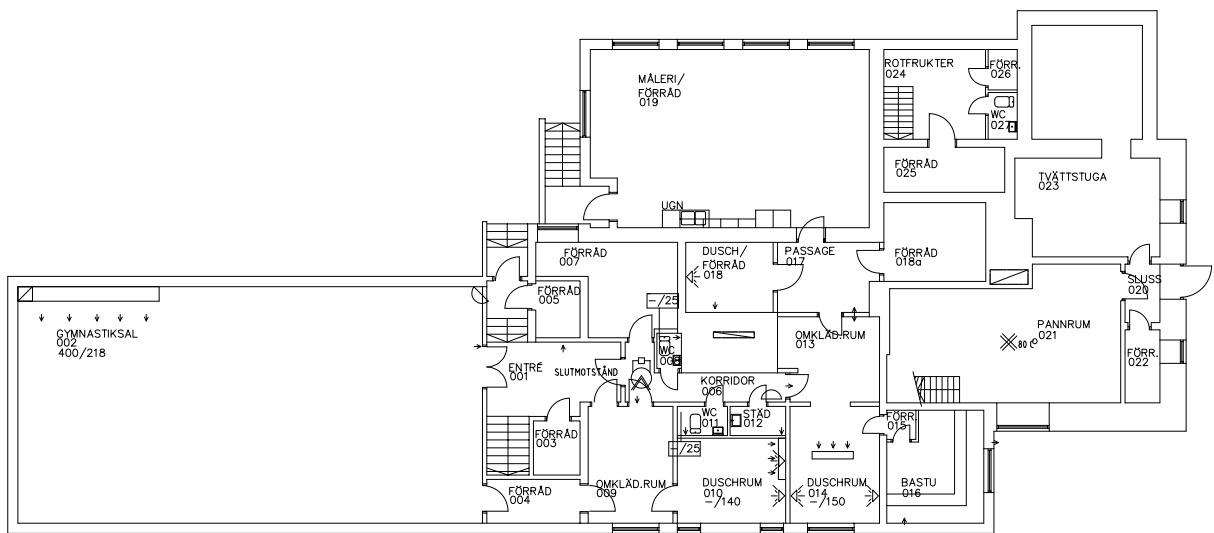 MÅLERI/
FÖRRÅD
019
ROTFRUKTER
024
FÖRR.
026
WC
027
FÖRRÅD
025
TVÄTTSTUGA
023
UGN
FÖRRÅD
007
DUSCH/
FÖRRÅD
018
PASSAGE
017
FÖRRÅD
018a
SLUSS
020
FÖRRÅD
005
-/25
GYMNASTIKSAL
002
400/218
OMKLÄD.RUM
013
PANNRUM
021
80 C
WC
008
FÖRR.
022
ENTRÉ
001
SLUTMOTSTÅND
KORRIDOR
006
WC
011
STÄD
012
FÖRR.
015
FÖRRÅD
003
-/25
FÖRRÅD
004
OMKLÄD.RUM
009
DUSCHRUM
010
-/140
DUSCHRUM
014
-/150
BASTU
016